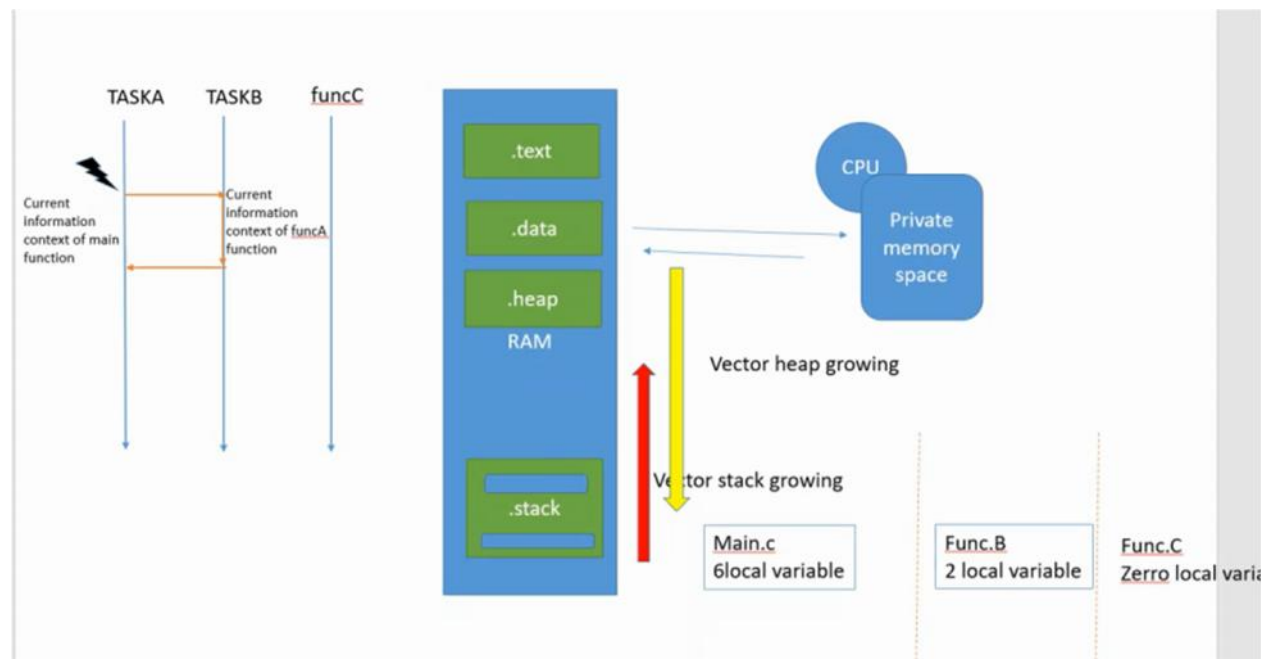 TASKA
TASKB
funcC
Current
information
context of main
function
Current
information
context of funcA
function
.text
.data
.heap
RAM
.stack
CPU
Private
memory
space
Vector heap growing
Vector stack growing
Main.c
6local variable
Func.B
2 local variable
Func.C
Zerro local varia